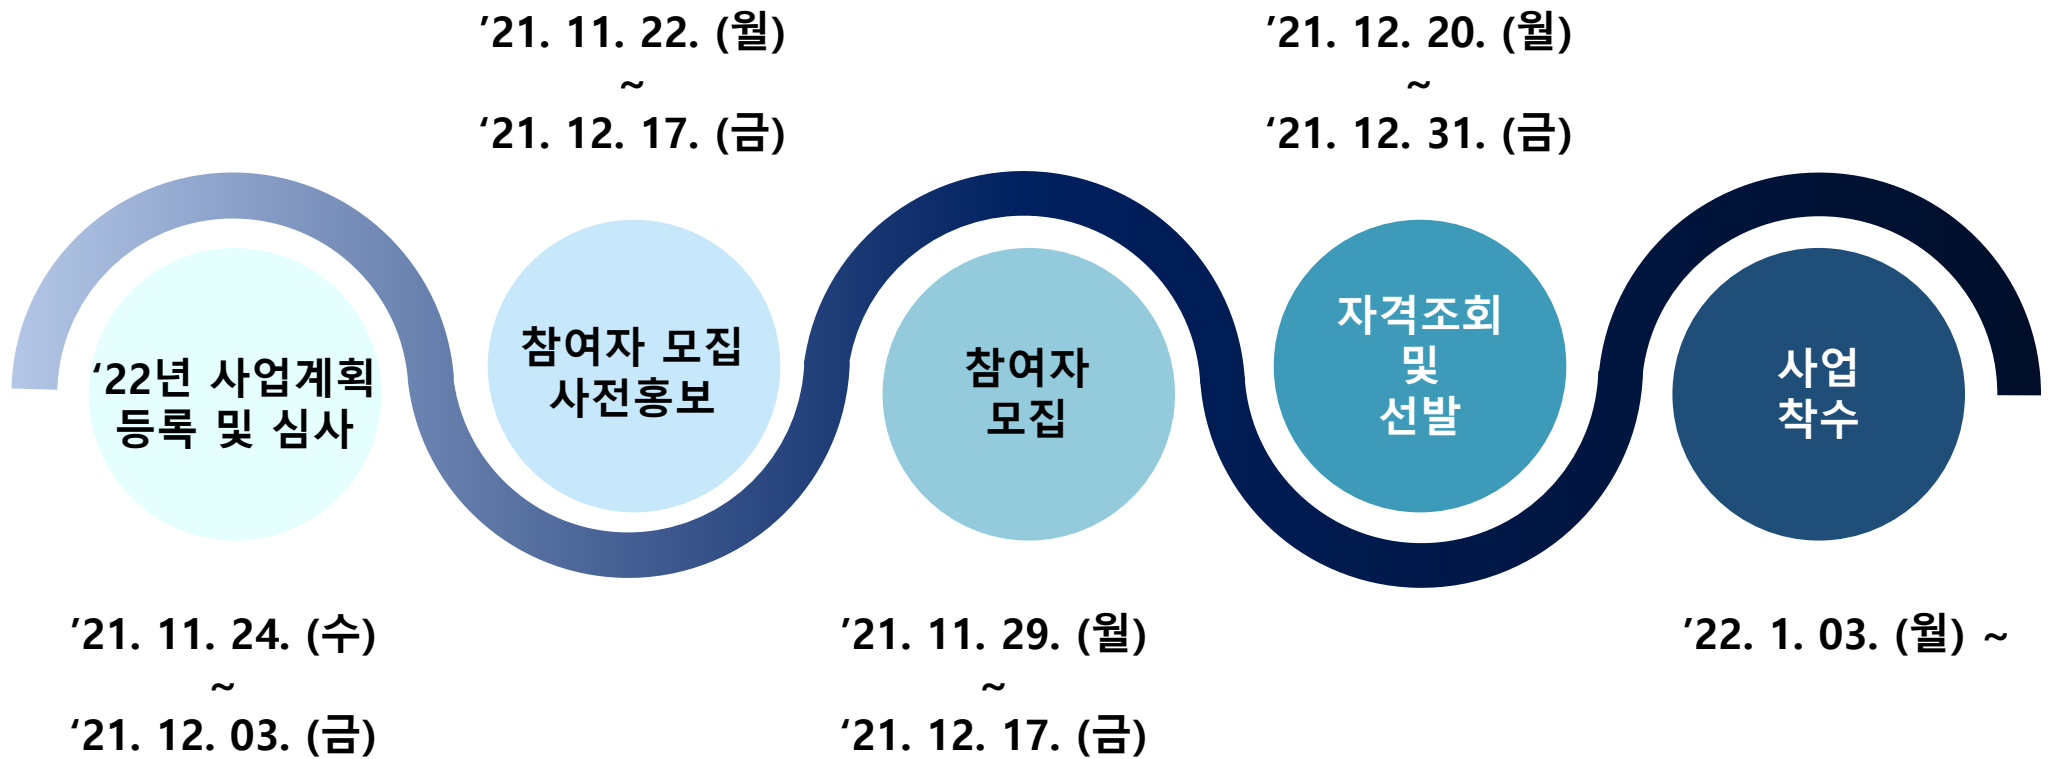 ’21. 11. 22. (월)
~
‘21. 12. 17. (금)
’21. 12. 20. (월)
~
‘21. 12. 31. (금)
‘22년 사업계획
등록 및 심사
참여자 모집
사전홍보
참여자
모집
자격조회
및
선발
사업
착수
’21. 11. 24. (수)
~
‘21. 12. 03. (금)
’21. 11. 29. (월)
~
‘21. 12. 17. (금)
’22. 1. 03. (월) ~